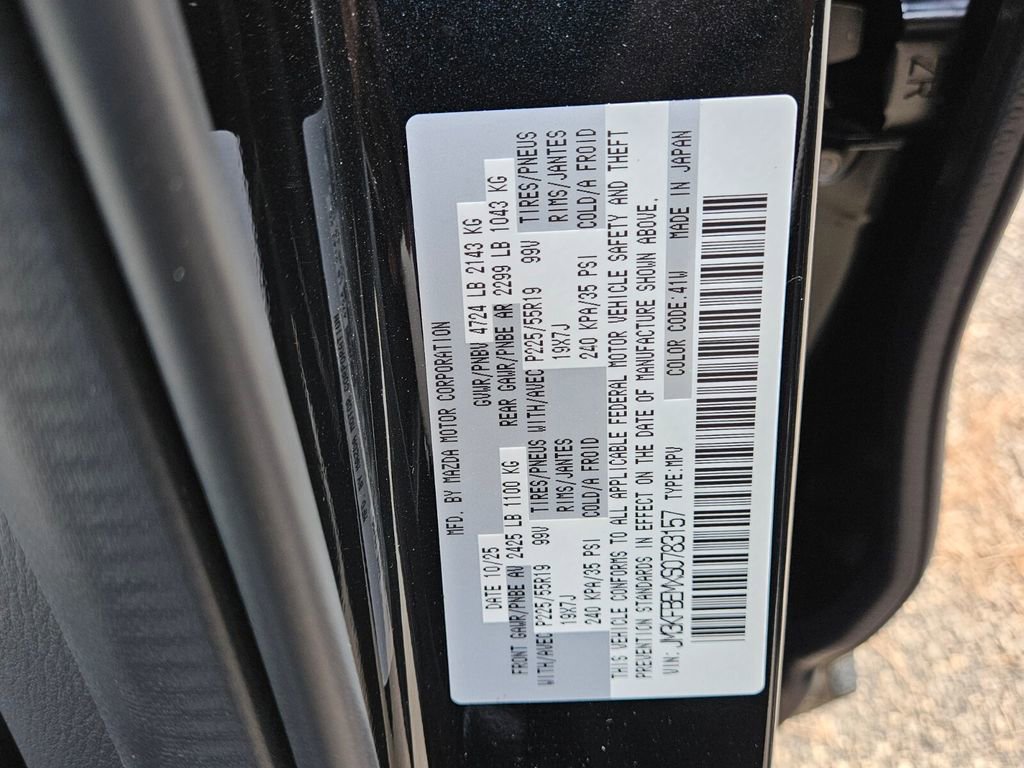 MFD. BY MAZDA MOTOR CORPORATION
DATE 10/25 GVWR/PNBV 4724 LB 2143 KG
FRONT GAWR/PNBE AV 2425 LB 1100 KG REAR GAWR/PNBE AR 2299 LB 1043 KG
WITH/AVEC P225/55R19 99V TIRES/PNEUS WITH/AVEC P225/55R19 99V TIRES/PNEUS
19X7J RIMS/JANTES 19X7J RIMS/JANTES
240 KPA/35 PSI COLD/A FROID 240 KPA/35 PSI COLD/A FROID
THIS VEHICLE CONFORMS TO ALL APPLICABLE FEDERAL MOTOR VEHICLE SAFETY AND THEFT
PREVENTION STANDARDS IN EFFECT ON THE DATE OF MANUFACTURE SHOWN ABOVE.
VIN: JM3KFBEMXS0783157 TYPE:MPV COLOR CODE:41W MADE IN JAPAN
ZR